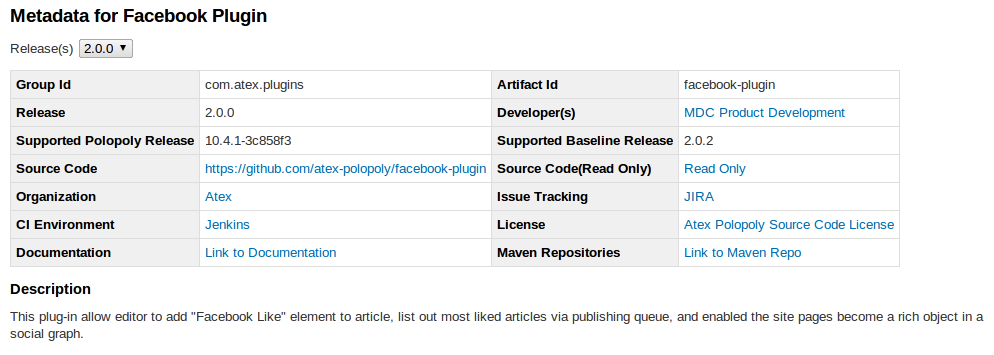 Metadata for Facebook Plugin
Release(s) 2.0.0
Group Id com.atex.plugins Artifact Id facebook-plugin
Release 2.0.0 Developer(s) MDC Product Development
Supported Polopoly Release 10.4.1-3c858f3 Supported Baseline Release 2.0.2
Source Code https://github.com/atex-polopoly/facebook-plugin Source Code(Read Only) Read Only
Organization Atex Issue Tracking JIRA
CI Environment Jenkins License Atex Polopoly Source Code License
Documentation Link to Documentation Maven Repositories Link to Maven Repo
Description
This plug-in allow editor to add "Facebook Like" element to article, list out most liked articles via publishing queue, and enabled the site pages become a rich object in a
social graph.